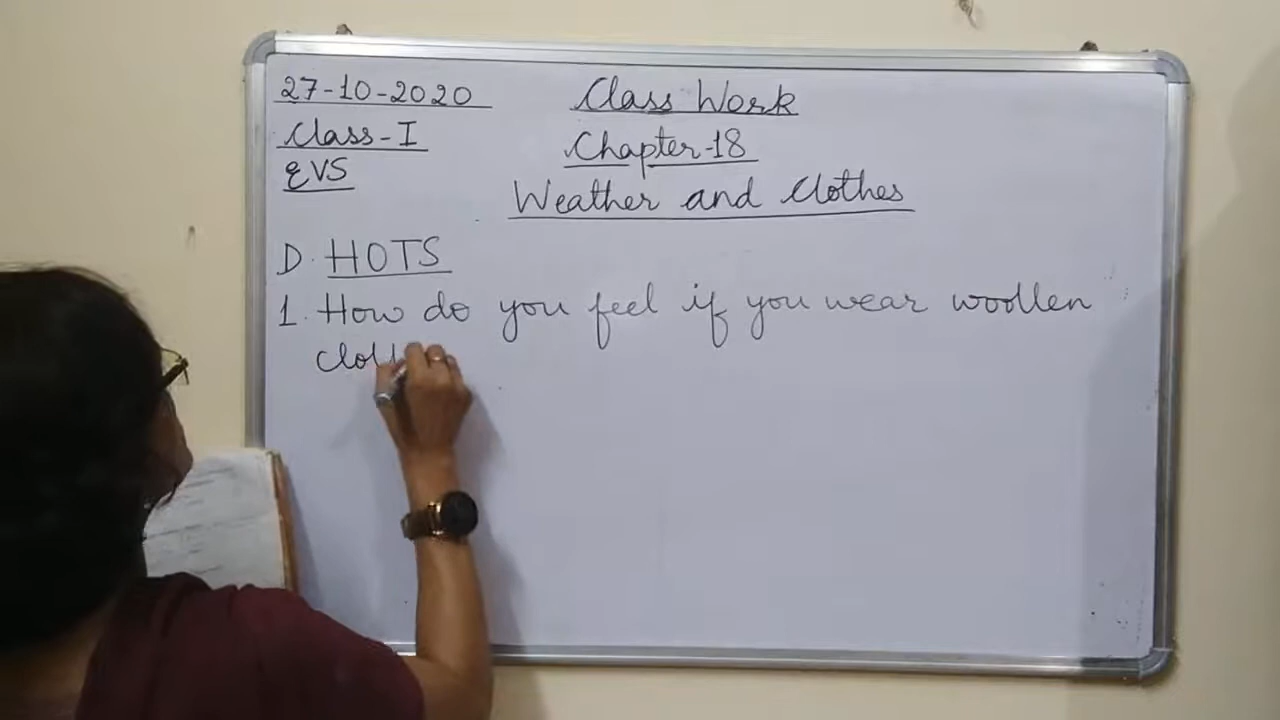 27-10-2020
Class Work
Class-I
Chapter-18
EVS
Weather and Clothes
D. HOTS
1. How do you feel if you wear woollen